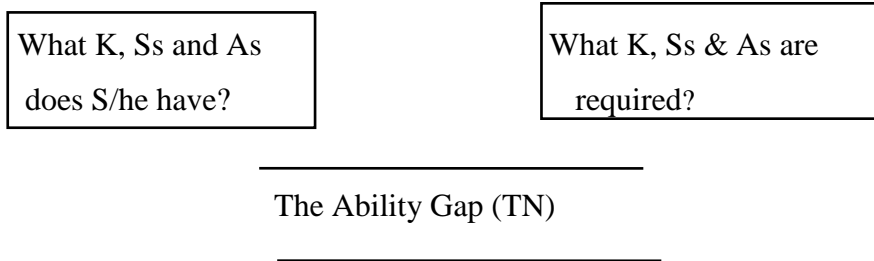 What K, Ss and As
does S/he have?
What K, Ss & As are
required?
The Ability Gap (TN)